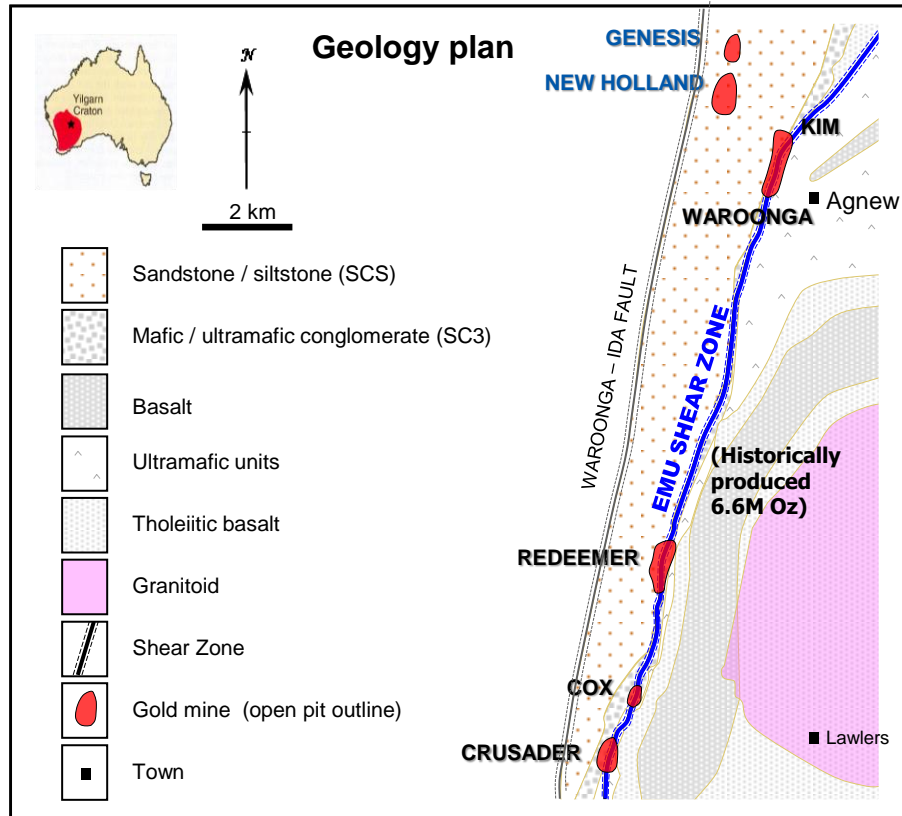 Geology plan
Yilgarn
Craton
N
2 km
Sandstone / siltstone (SCS)
Mafic / ultramafic conglomerate (SC3)
Basalt
Ultramafic units
Tholeiitic basalt
Granitoid
Shear Zone
Gold mine (open pit outline)
Town
GENESIS
NEW HOLLAND
KIM
WAROONGA
Agnew
WAROONGA – IDA FAULT
EMU SHEAR ZONE
(Historically
produced
6.6M Oz)
REDEEMER
COX
CRUSADER
Lawlers